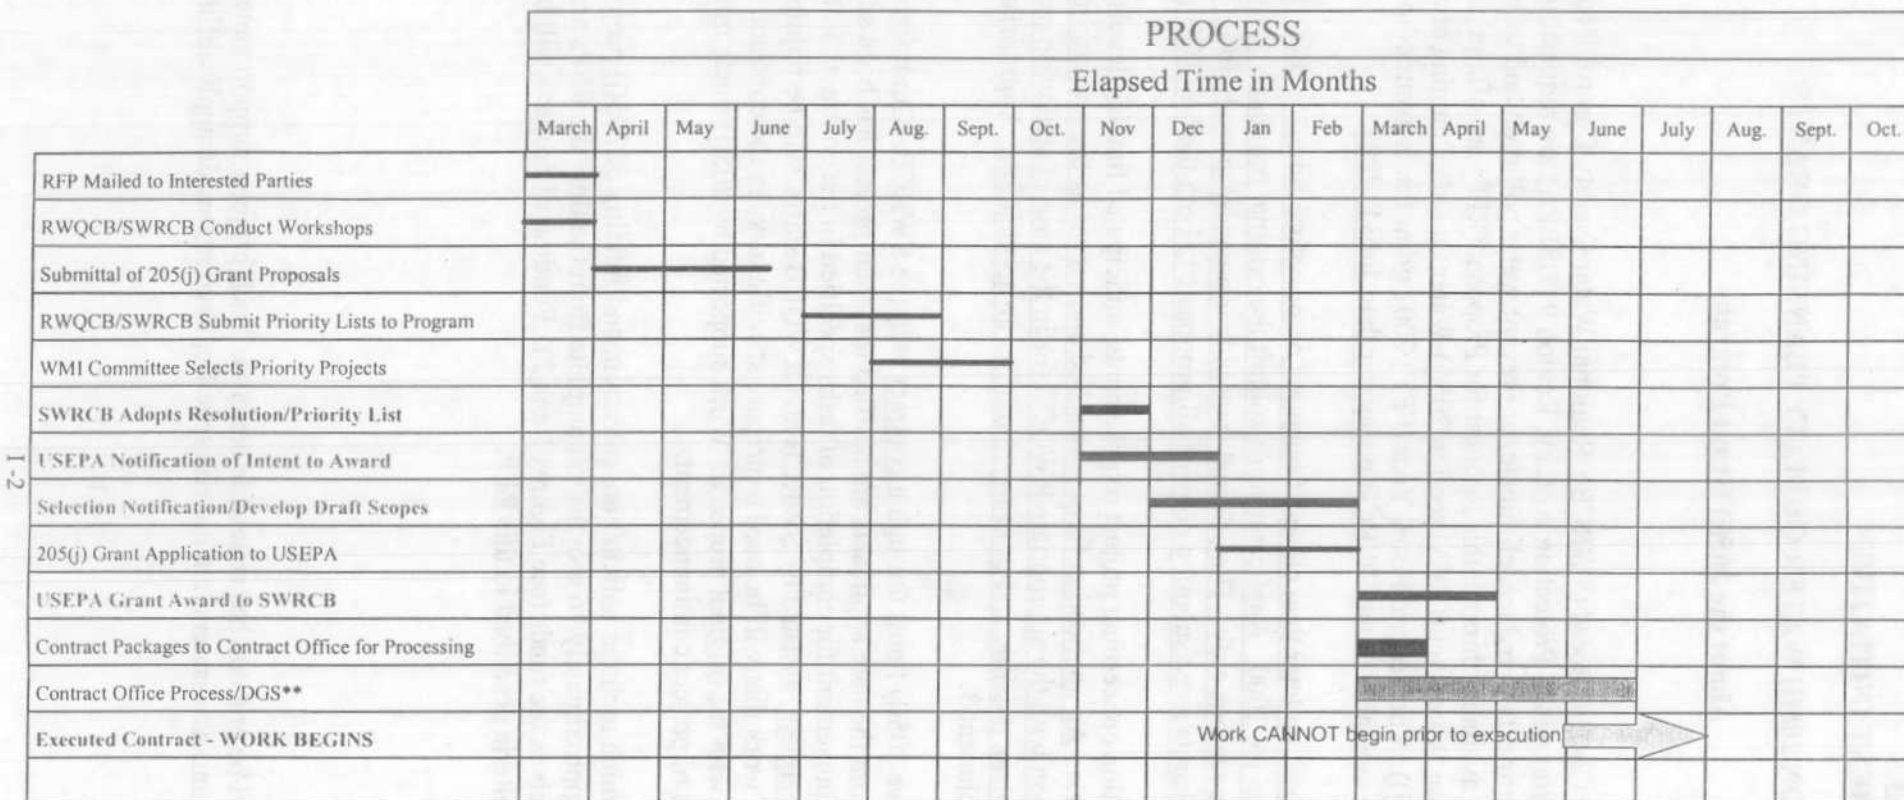 PROCESS
Elapsed Time in Months
March April May June July Aug. Sept. Oct. Nov Dec Jan Feb March April May June July Aug. Sept. Oct.
RFP Mailed to Interested Parties
RWQCB/SWRCB Conduct Workshops
Submittal of 205(j) Grant Proposals
RWQCB/SWRCB Submit Priority Lists to Program
WMI Committee Selects Priority Projects
SWRCB Adopts Resolution/Priority List
USEPA Notification of Intent to Award
I-2
Selection Notification/Develop Draft Scopes
205(j) Grant Application to USEPA
USEPA Grant Award to SWRCB
Contract Packages to Contract Office for Processing
Contract Office Process/DGS**
Executed Contract - WORK BEGINS Work CANNOT begin prior to execution